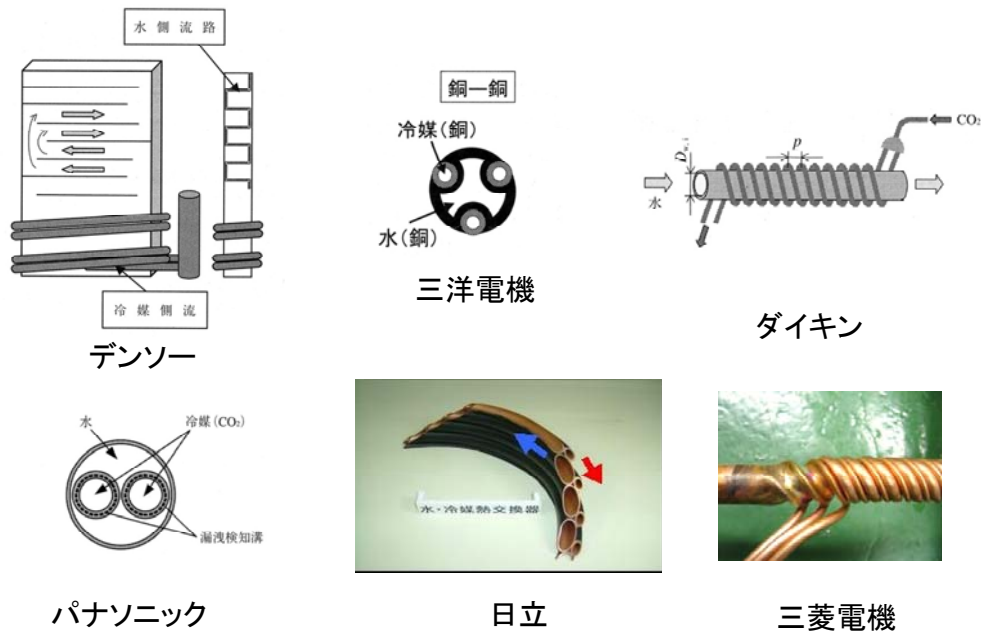 水側流路
冷媒側流
デンソー
銅ー銅
冷媒(銅)
水(銅)
三洋電機
p
CO₂
水
ダイキン
水
冷媒(CO₂)
漏洩検知溝
パナソニック
水・冷媒熱交換器
日立
三菱電機